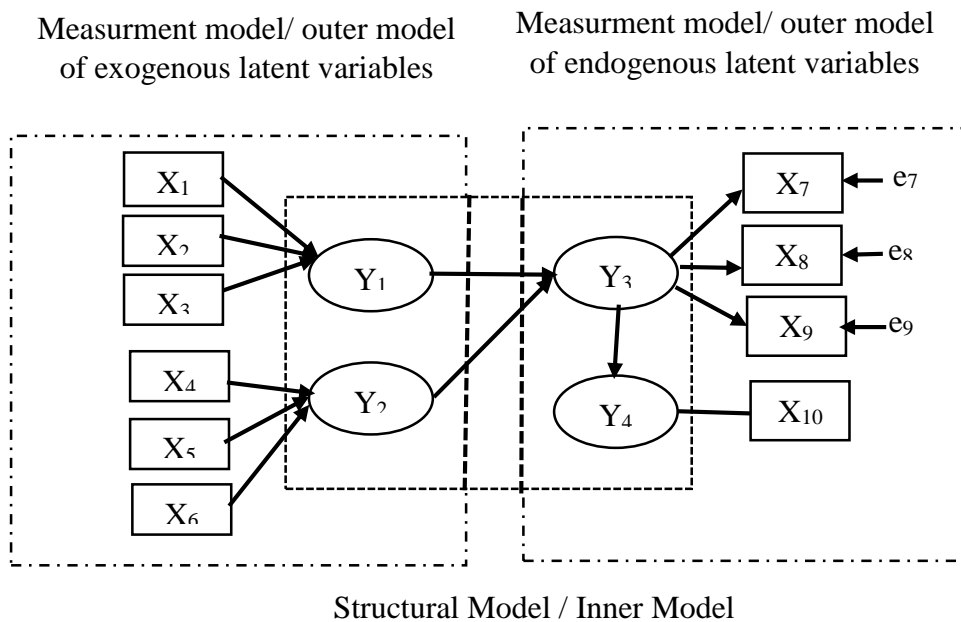 Measurment model/ outer model
of exogenous latent variables
Measurment model/ outer model
of endogenous latent variables
X1
X2
X3
X4
X5
X6
Y1
Y2
Y3
Y4
X7
X8
X9
X10
e7
e8
e9
Structural Model / Inner Model